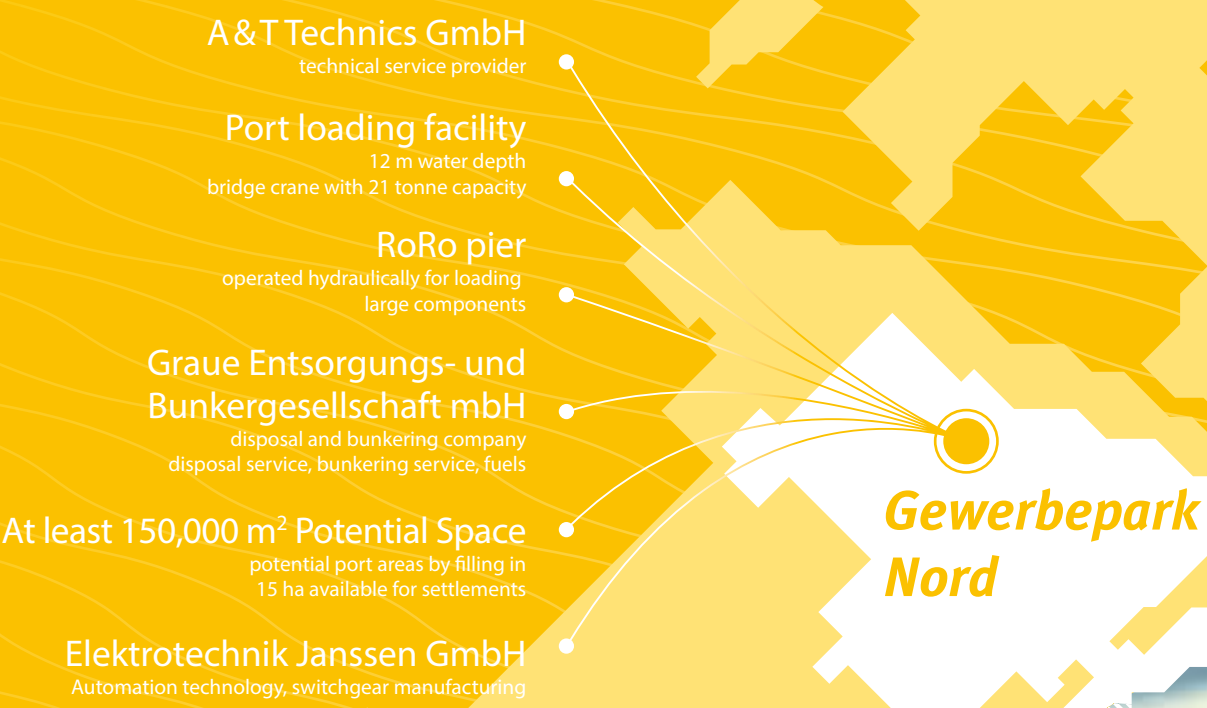 A & T Technics GmbH
technical service provider
Port loading facility
12 m water depth
bridge crane with 21 tonne capacity
RoRo pier
operated hydraulically for loading
large components
Graue Entsorgungs- und
Bunkergesellschaft mbH
disposal and bunkering company
disposal service, bunkering service, fuels
At least 150,000 m² Potential Space
potential port areas by filling in
15 ha available for settlements
Elektrotechnik Janssen GmbH
Automation technology, switchgear manufacturing
Gewerbepark
Nord